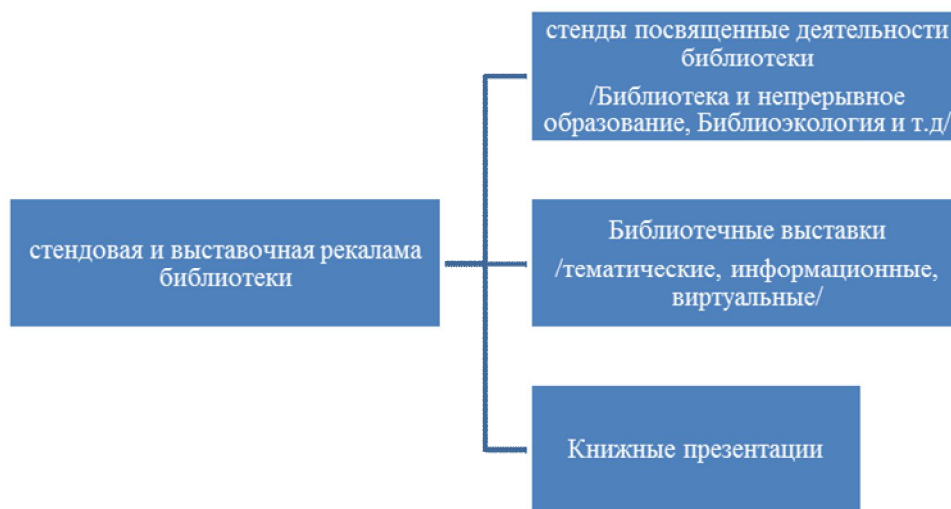 стенды посвященные деятельности
библиотеки
/Библиотека и непрерывное
образование, Библиоэкология и т.д/
стендовая и выставочная рекалама
библиотеки
Библиотечные выставки
/тематические, информационные,
виртуальные/
Книжные презентации